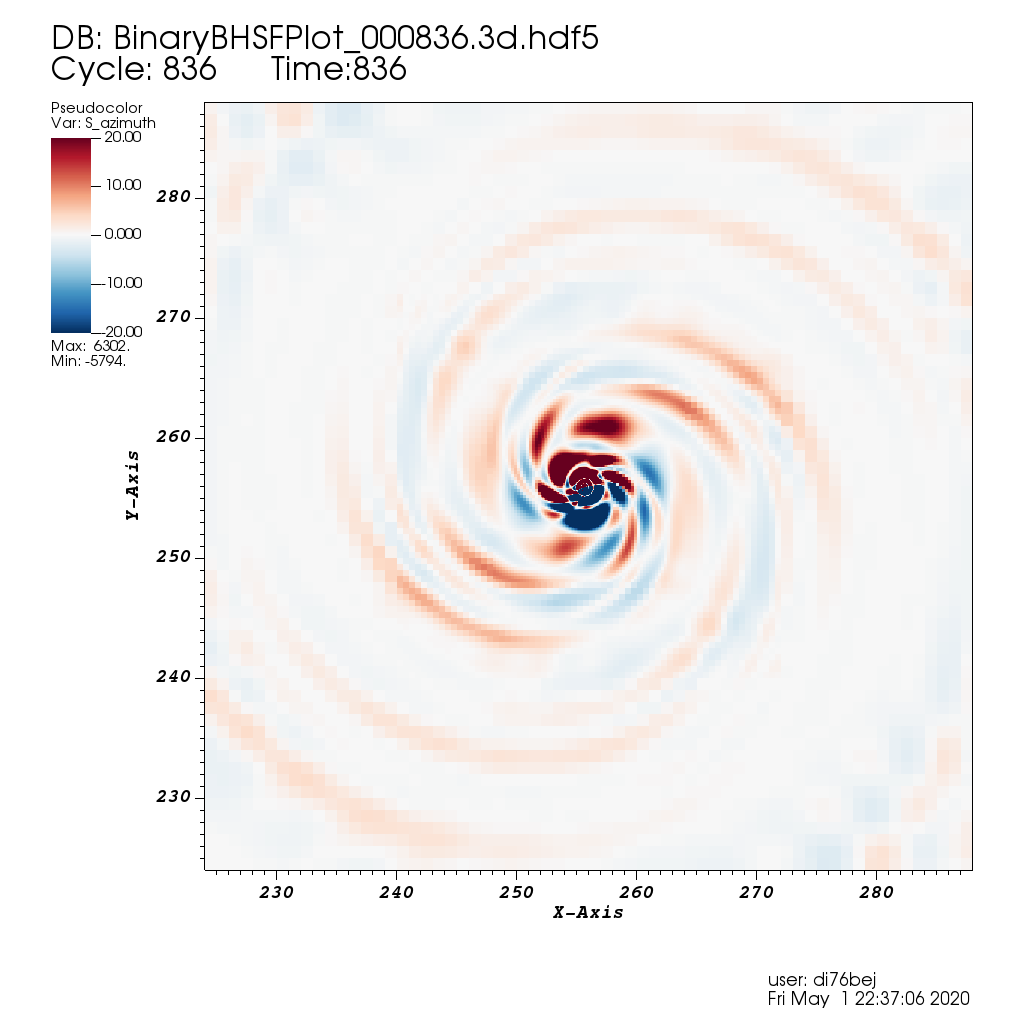 DB: BinaryBHSFPlot_000836.3d.hdf5
Cycle: 836 Time:836
Pseudocolor
Var: S_azimuth
20.00
10.00
0.000
-10.00
-20.00
Max: 6302.
Min: -5794.
280
270
260
250
240
230
Y-Axis
230 240 250 260 270 280
X-Axis
user: di76bej
Fri May 1 22:37:06 2020